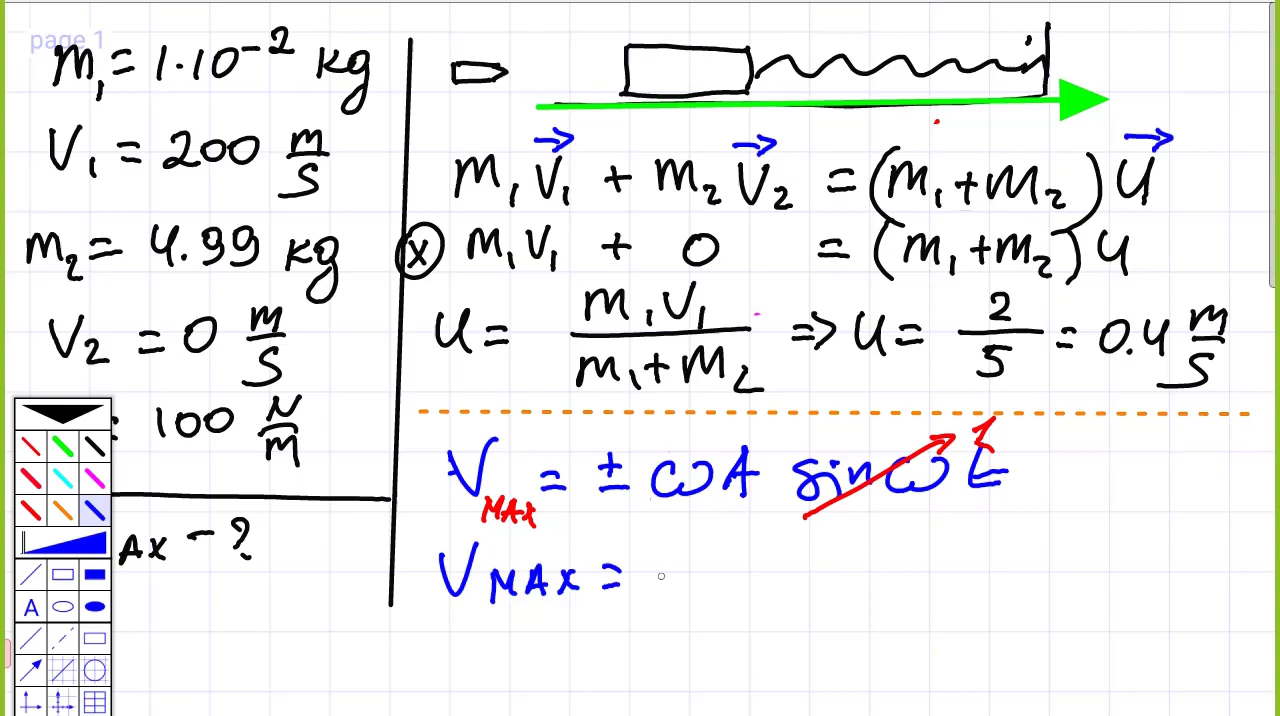 page 1
m₁ = 1·10⁻² kg
V₁ = 200 m/s
m₂ = 4.99 kg
V₂ = 0 m/s
: 100 N/m
AX - ?
m₁V₁ + m₂V₂ = (m₁ + m₂) U
x m₁V₁ + 0 = (m₁ + m₂) U
U = m₁V₁ / m₁ + m₂ => U = 2/5 = 0.4 m/s
V MAX = ± ωA sin ω t 1
V MAX =
A